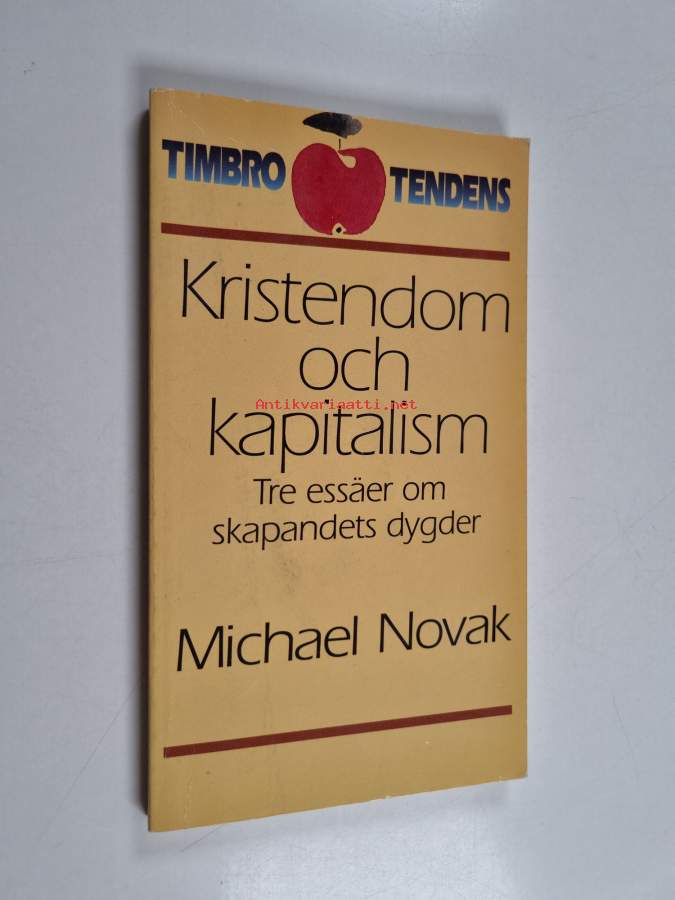 TIMBRO TENDENS
Kristendom
och
Antikvariaatti.net
kapitalism
Tre essäer om
skapandets dygder
Michael Novak